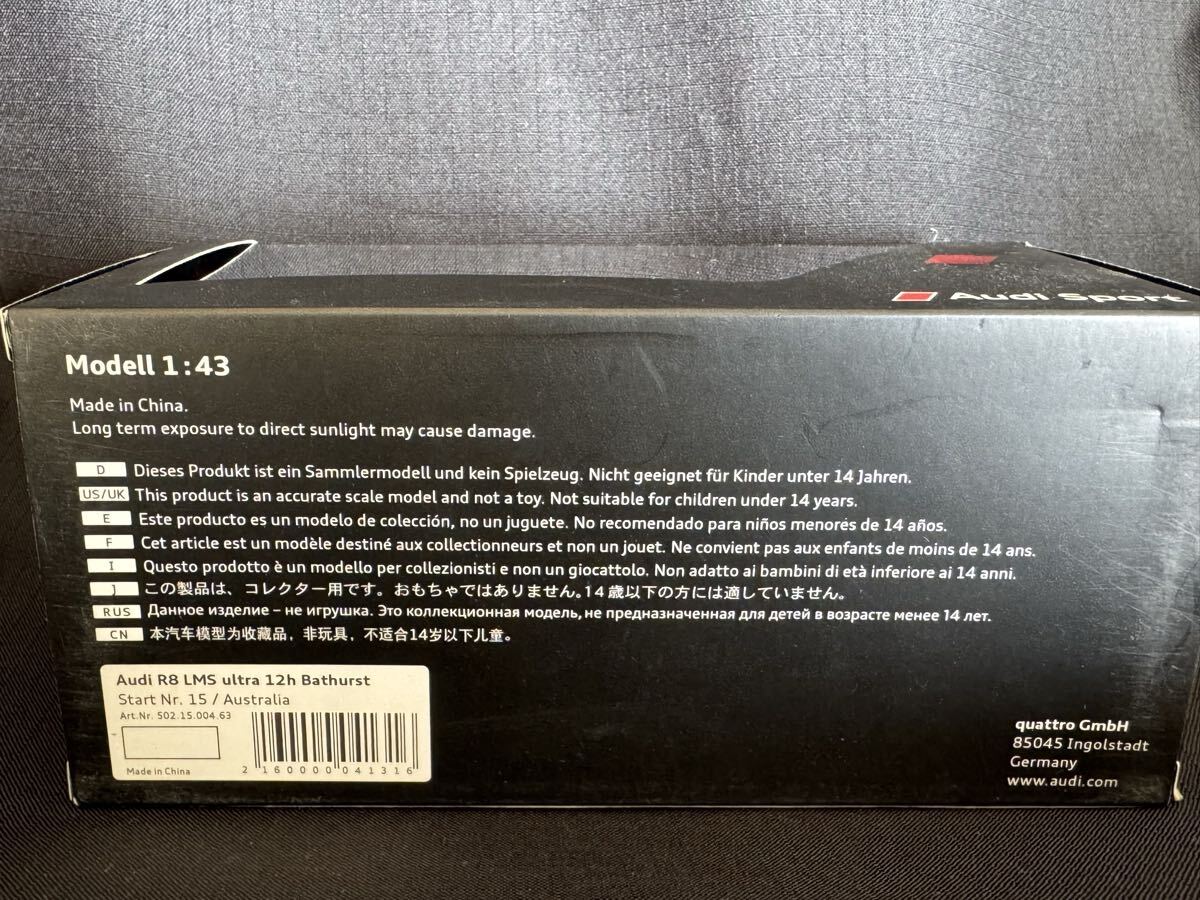 Audi Sport
Modell 1:43
Made in China.
Long term exposure to direct sunlight may cause damage.
D Dieses Produkt ist ein Sammlermodell und kein Spielzeug. Nicht geeignet für Kinder unter 14 Jahren.
US/UK This product is an accurate scale model and not a toy. Not suitable for children under 14 years.
E Este producto es un modelo de colección, no un juguete. No recomendado para niños menores de 14 años.
F Cet article est un modèle destiné aux collectionneurs et non un jouet. Ne convient pas aux enfants de moins de 14 ans.
I Questo prodotto è un modello per collezionisti e non un giocattolo. Non adatto ai bambini di età inferiore ai 14 anni.
J この製品は、コレクター用です。おもちゃではありません。14歳以下の方には適していません。
RUS Данное изделие – не игрушка. Это коллекционная модель, не предназначенная для детей в возрасте менее 14 лет.
CN 本汽车模型为收藏品，非玩具，不适合14岁以下儿童。
Audi R8 LMS ultra 12h Bathurst
Start Nr. 15 / Australia
Art.Nr. 502.15.004.63
2 160000 041316
Made in China
quattro GmbH
85045 Ingolstadt
Germany
www.audi.com